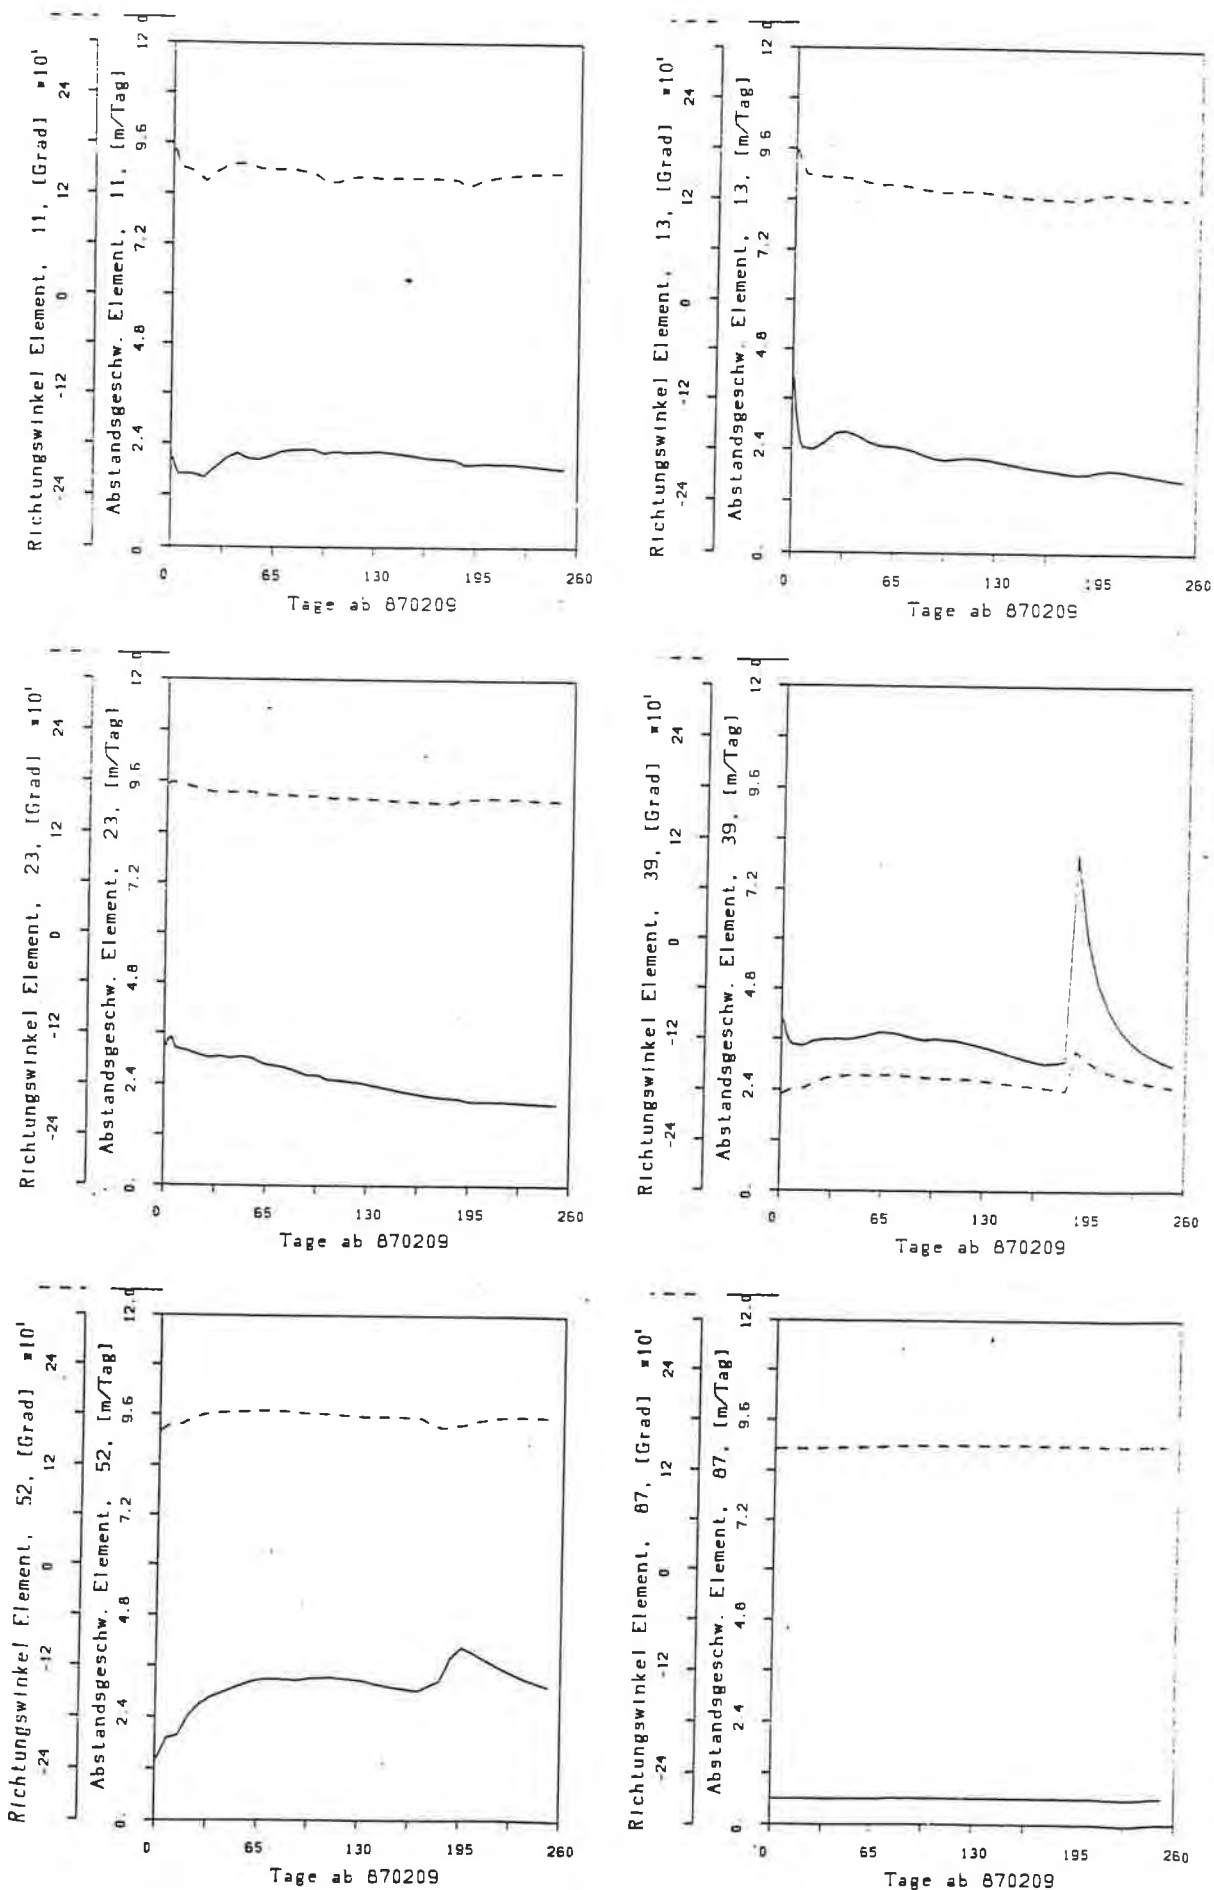 Richtungswinkel Element, 11, [Grad] *10¹
-24 -12 0 12 24
Abstandsgeschw. Element, 11, [m/Tag]
0. 2.4 4.8 7.2 9.6 12.0
0 65 130 195 260
Tage ab 870209
Richtungswinkel Element, 13, [Grad] *10¹
-24 -12 0 12 24
Abstandsgeschw. Element, 13, [m/Tag]
0. 2.4 4.8 7.2 9.6 12.0
0 65 130 195 260
Tage ab 870209
Richtungswinkel Element, 23, [Grad] *10¹
-24 -12 0 12 24
Abstandsgeschw. Element, 23, [m/Tag]
0. 2.4 4.8 7.2 9.6 12.0
0 65 130 195 260
Tage ab 870209
Richtungswinkel Element, 39, [Grad] *10¹
-24 -12 0 12 24
Abstandsgeschw. Element, 39, [m/Tag]
0. 2.4 4.8 7.2 9.6 12.0
0 65 130 195 260
Tage ab 870209
Richtungswinkel Element, 52, [Grad] *10¹
-24 -12 0 12 24
Abstandsgeschw. Element, 52, [m/Tag]
0. 2.4 4.8 7.2 9.6 12.0
0 65 130 195 260
Tage ab 870209
Richtungswinkel Element, 87, [Grad] *10¹
-24 -12 0 12 24
Abstandsgeschw. Element, 87, [m/Tag]
0. 2.4 4.8 7.2 9.6 12.0
0 65 130 195 260
Tage ab 870209